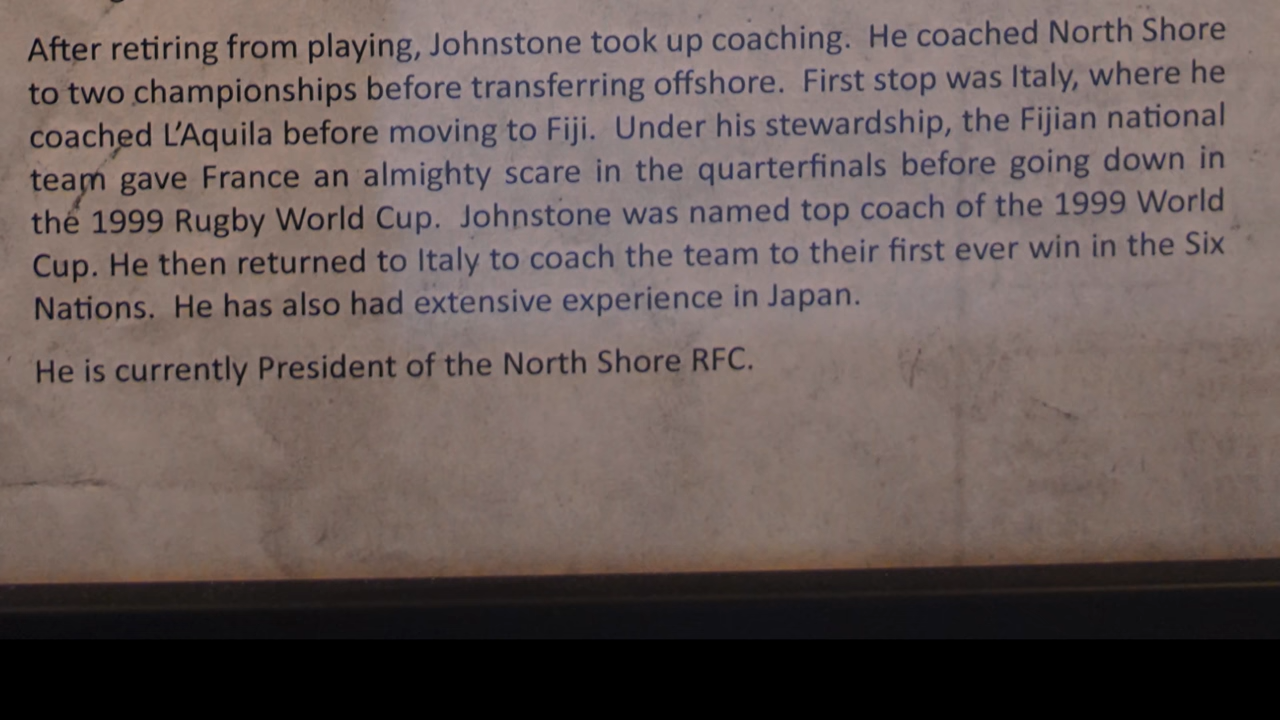 After retiring from playing, Johnstone took up coaching.  He coached North Shore
to two championships before transferring offshore.  First stop was Italy, where he
coached L’Aquila before moving to Fiji.  Under his stewardship, the Fijian national
team gave France an almighty scare in the quarterfinals before going down in
the 1999 Rugby World Cup.  Johnstone was named top coach of the 1999 World
Cup. He then returned to Italy to coach the team to their first ever win in the Six
Nations.  He has also had extensive experience in Japan.
He is currently President of the North Shore RFC.